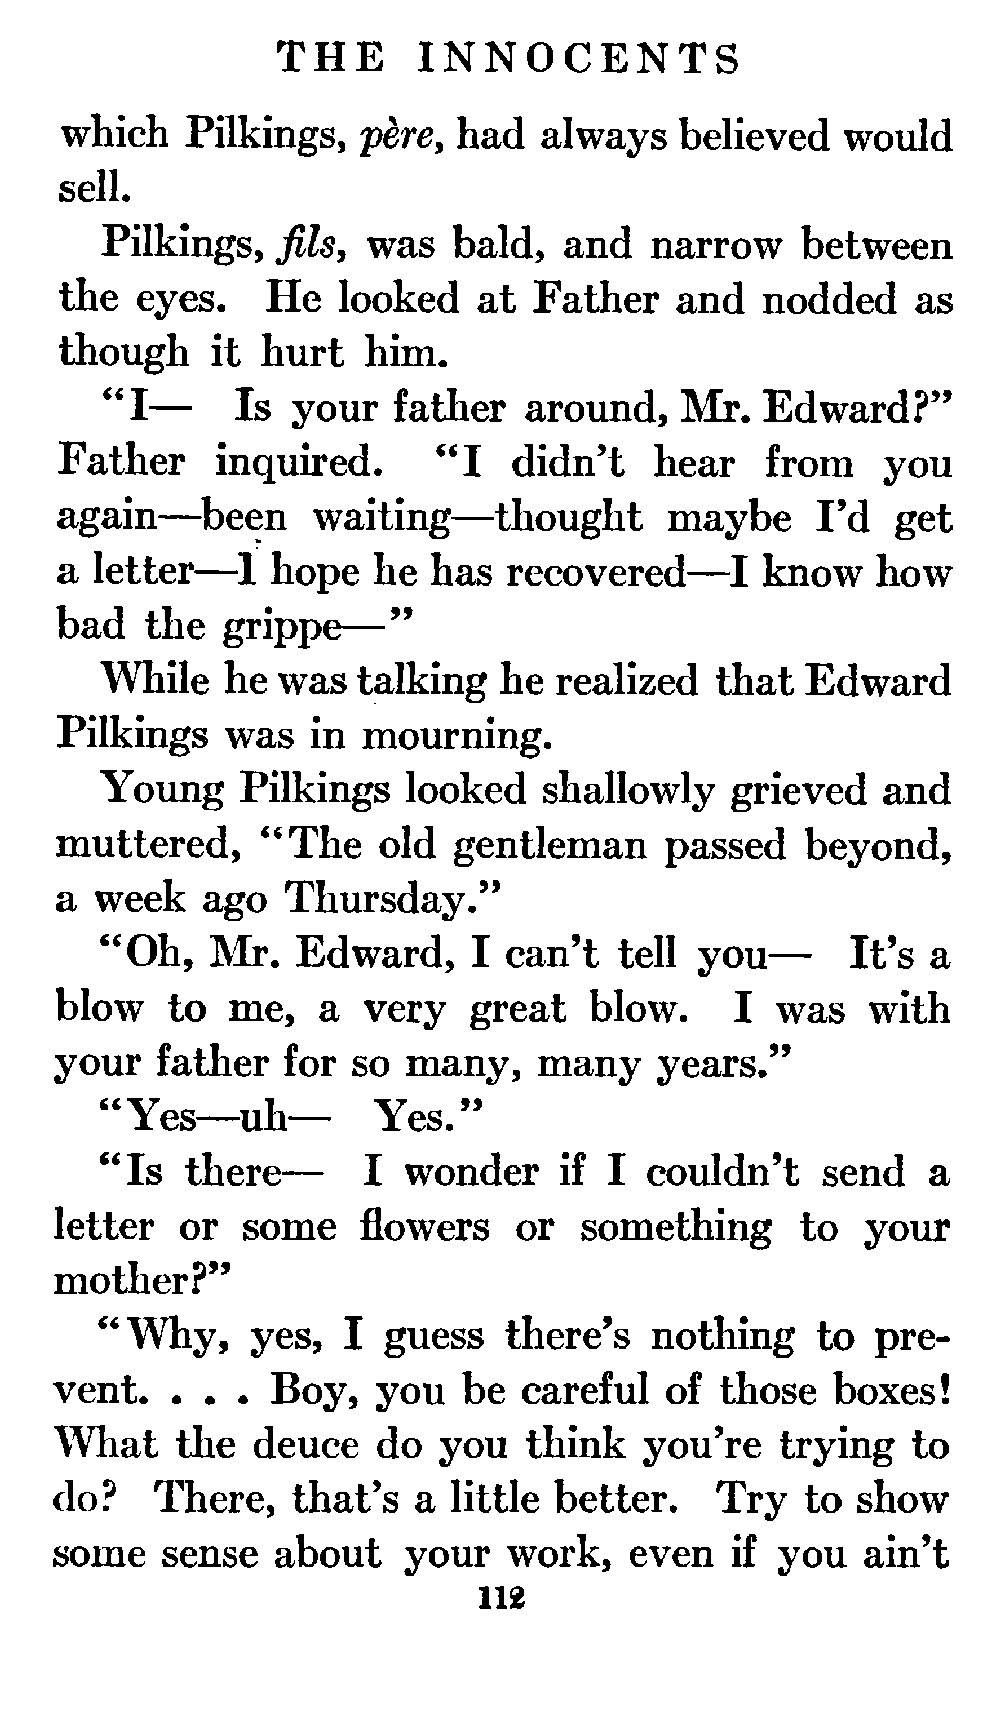 THE INNOCENTS
which Pilkings, père, had always believed would
sell.
Pilkings, fils, was bald, and narrow between
the eyes. He looked at Father and nodded as
though it hurt him.
“I— Is your father around, Mr. Edward?”
Father inquired. “I didn’t hear from you
again—been waiting—thought maybe I’d get
a letter—I hope he has recovered—I know how
bad the grippe—”
While he was talking he realized that Edward
Pilkings was in mourning.
Young Pilkings looked shallowly grieved and
muttered, “The old gentleman passed beyond,
a week ago Thursday.”
“Oh, Mr. Edward, I can’t tell you— It’s a
blow to me, a very great blow. I was with
your father for so many, many years.”
“Yes—uh— Yes.”
“Is there— I wonder if I couldn’t send a
letter or some flowers or something to your
mother?”
“Why, yes, I guess there’s nothing to pre-
vent. . . . Boy, you be careful of those boxes!
What the deuce do you think you’re trying to
do? There, that’s a little better. Try to show
some sense about your work, even if you ain’t
112